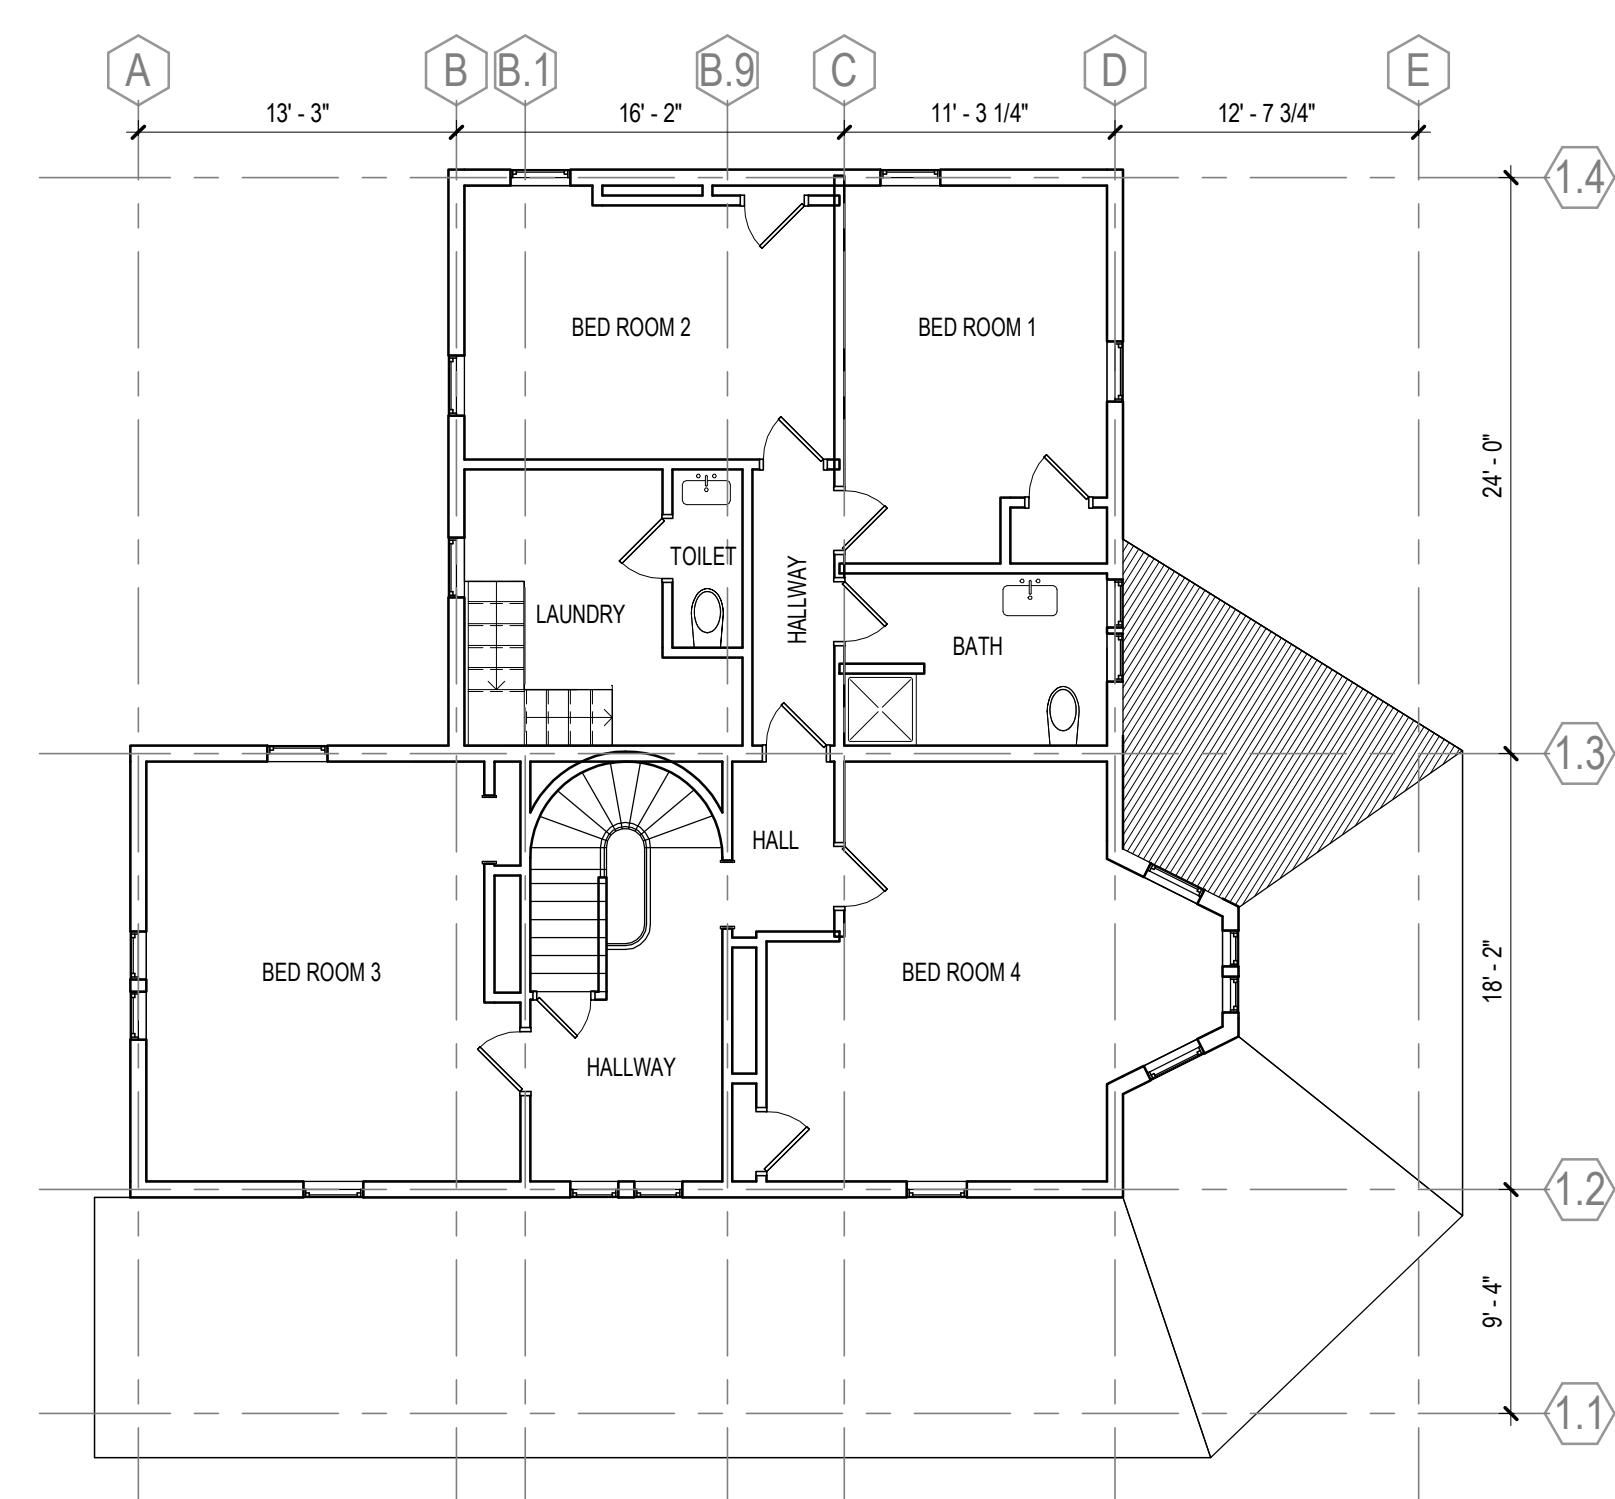 A
B
B.1
B.9
C
D
E
13' - 3"
16' - 2"
11' - 3 1/4"
12' - 7 3/4"
1.4
BED ROOM 2
BED ROOM 1
24' - 0"
TOILET
HALLWAY
LAUNDRY
BATH
1.3
HALL
BED ROOM 3
BED ROOM 4
18' - 2"
HALLWAY
1.2
9' - 4"
1.1